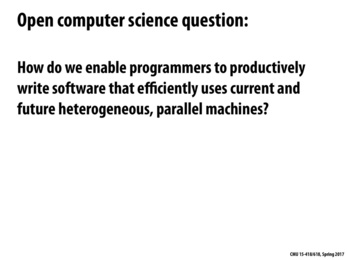 Open computer science question:
How do we enable programmers to productively
write software that efficiently uses current and
future heterogeneous, parallel machines?
CMU 15-418/618, Spring 2017